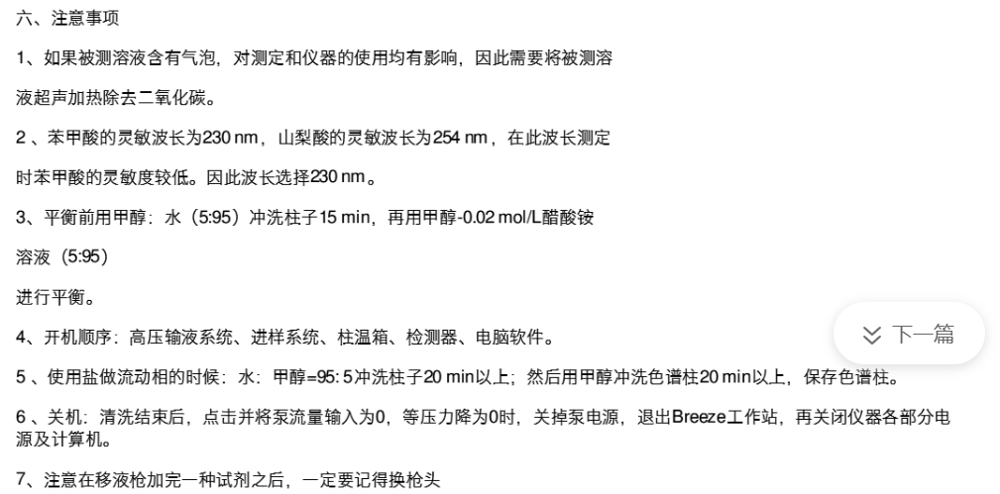 六、注意事项
1、如果被测溶液含有气泡，对测定和仪器的使用均有影响，因此需要将被测溶
液超声加热除去二氧化碳。
2 、苯甲酸的灵敏波长为230 nm，山梨酸的灵敏波长为254 nm，在此波长测定
时苯甲酸的灵敏度较低。因此波长选择230 nm。
3、平衡前用甲醇：水（5:95）冲洗柱子15 min，再用甲醇-0.02 mol/L醋酸铵
溶液（5:95）
进行平衡。
4、开机顺序：高压输液系统、进样系统、柱温箱、检测器、电脑软件。
下一篇
5 、使用盐做流动相的时候：水：甲醇=95: 5冲洗柱子20 min以上；然后用甲醇冲洗色谱柱20 min以上，保存色谱柱。
6 、关机：清洗结束后，点击并将泵流量输入为0，等压力降为0时，关掉泵电源，退出Breeze工作站，再关闭仪器各部分电
源及计算机。
7、注意在移液枪加完一种试剂之后，一定要记得换枪头